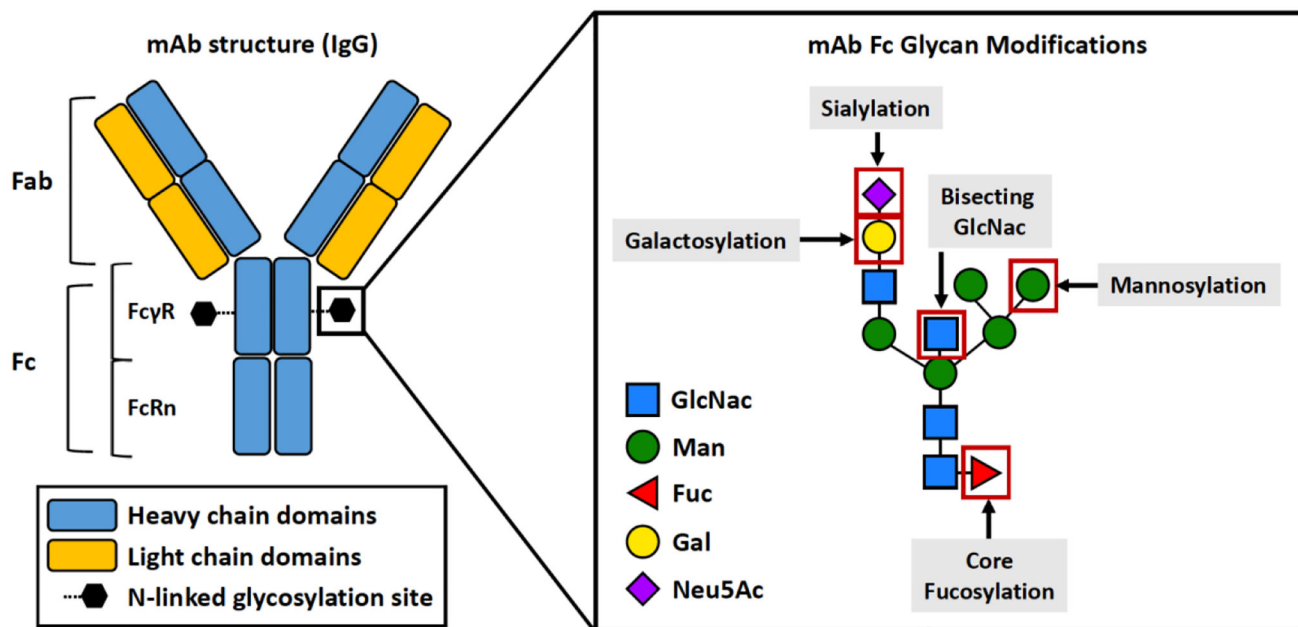 mAb structure (IgG)
Fab
Fc
FcγR
FcRn
Heavy chain domains
Light chain domains
N-linked glycosylation site
mAb Fc Glycan Modifications
Sialylation
Bisecting
GlcNac
Galactosylation
Mannosylation
GlcNac
Man
Fuc
Gal
Neu5Ac
Core
Fucosylation